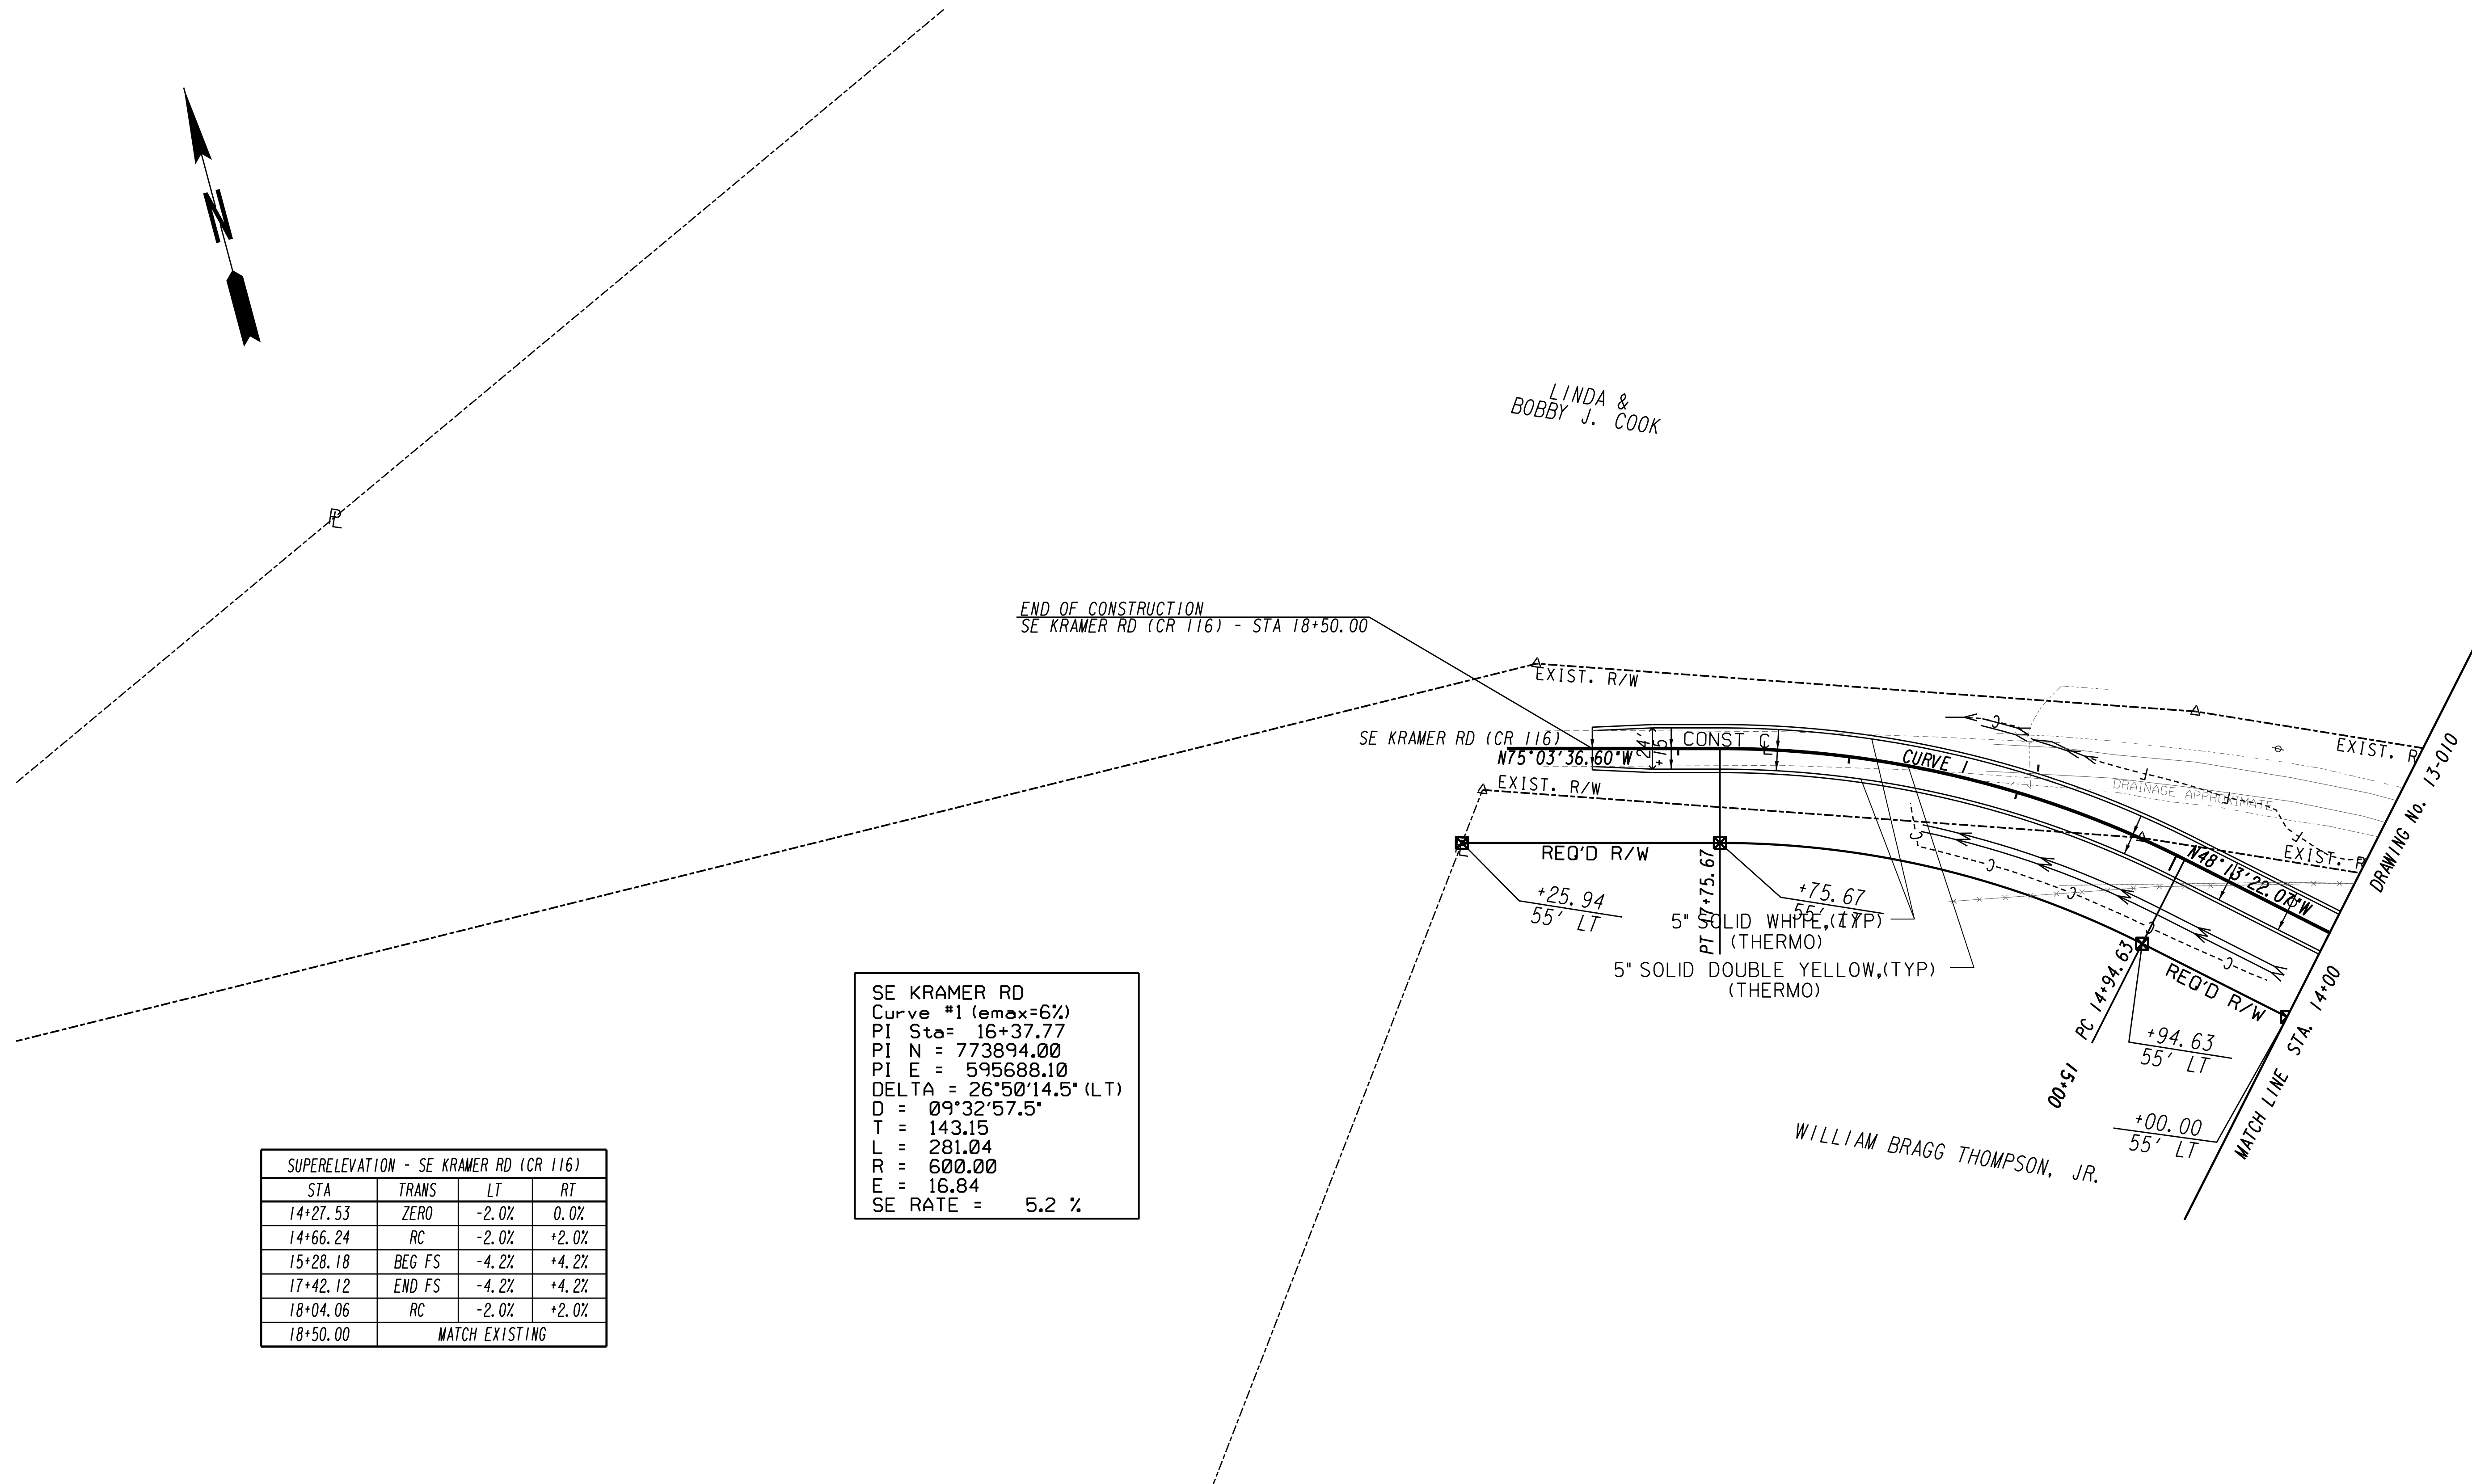 N
LINDA &
BOBBY J. COOK
PL
END OF CONSTRUCTION
SE KRAMER RD (CR 116) - STA 18+50.00
EXIST. R/W
SE KRAMER RD (CR 116)
N75°03'36.60"W
24'
CONST CL
CURVE 1
EXIST. R/W
EXIST. R
DRAINAGE APPROXIMATE
EXIST. R
N48°13'22.07"W
DRAWING No. 13-010
MATCH LINE STA. 14+00
REQ'D R/W
+25.94
55' LT
PT 17+75.67
+75.67
55' LT
5" SOLID WHITE,(TYP)
(THERMO)
5" SOLID DOUBLE YELLOW,(TYP)
(THERMO)
PC 14+94.63
15+00
REQ'D R/W
+94.63
55' LT
+00.00
55' LT
WILLIAM BRAGG THOMPSON, JR.
SE KRAMER RD
Curve #1 (emax=6%)
PI Sta= 16+37.77
PI N = 773894.00
PI E = 595688.10
DELTA = 26°50'14.5" (LT)
D = 09°32'57.5"
T = 143.15
L = 281.04
R = 600.00
E = 16.84
SE RATE = 5.2 %
SUPERELEVATION - SE KRAMER RD (CR 116)
STA TRANS LT RT
14+27.53 ZERO -2.0% 0.0%
14+66.24 RC -2.0% +2.0%
15+28.18 BEG FS -4.2% +4.2%
17+42.12 END FS -4.2% +4.2%
18+04.06 RC -2.0% +2.0%
18+50.00 MATCH EXISTING